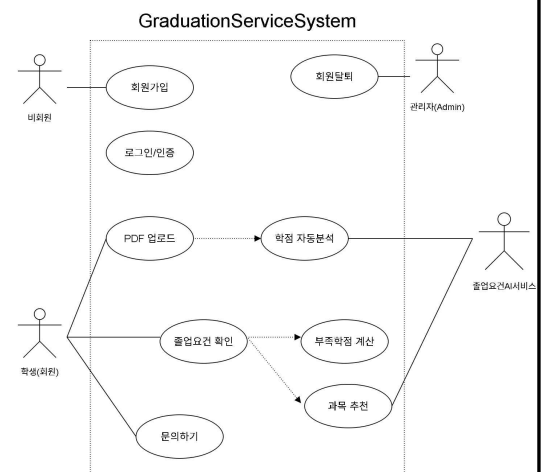 GraduationServiceSystem
비회원
회원가입
회원탈퇴
관리자(Admin)
로그인/인증
PDF 업로드
학점 자동분석
졸업요건AI서비스
학생(회원)
졸업요건 확인
부족학점 계산
과목 추천
문의하기